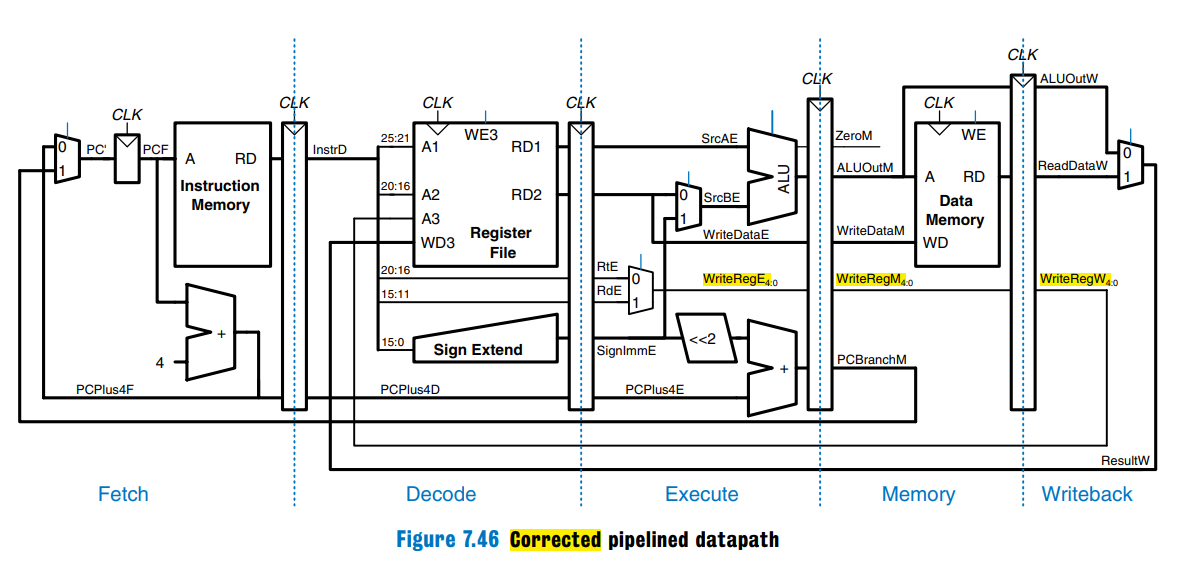 CLK
CLK
ALUOutW
CLK
CLK
CLK
CLK
CLK
0
1
PC'
PCF
A
RD
Instruction
Memory
InstrD
25:21
A1
WE3
RD1
20:16
A2
RD2
A3
WD3
Register
File
SrcAE
0
1
SrcBE
ALU
ZeroM
ALUOutM
WE
A
RD
Data
Memory
WD
ReadDataW
0
1
WriteDataE
WriteDataM
20:16
RtE
0
15:11
RdE
1
WriteRegE4:0
WriteRegM4:0
WriteRegW4:0
+
4
15:0
Sign Extend
SignImmE
<<2
+
PCBranchM
PCPlus4F
PCPlus4D
PCPlus4E
ResultW
Fetch
Decode
Execute
Memory
Writeback
Figure 7.46 Corrected pipelined datapath